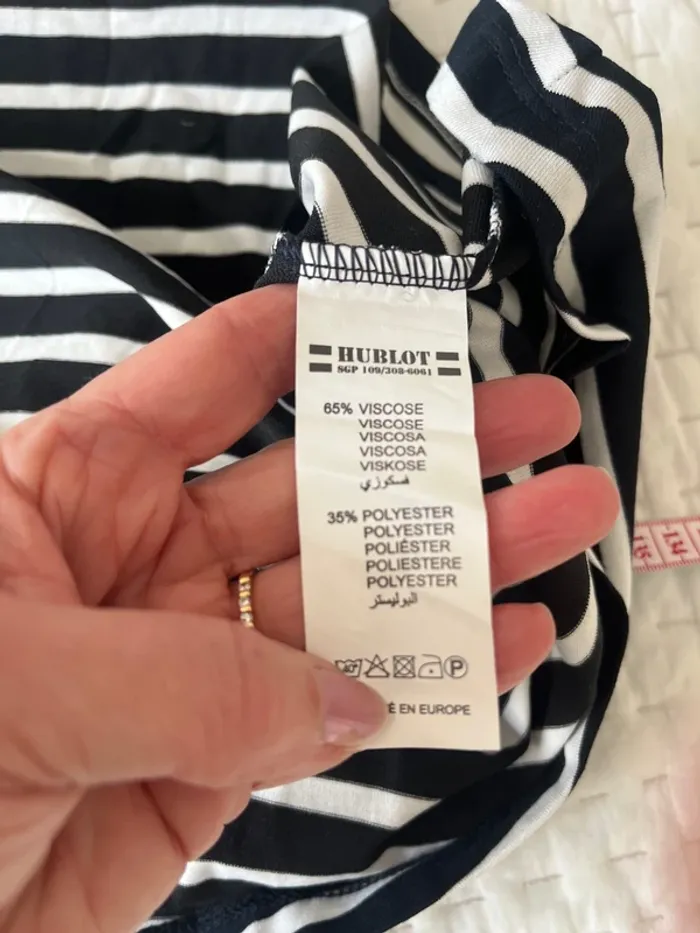 HUBLOT
SGP 109/308-6061
65% VISCOSE
VISCOSE
VISCOSA
VISCOSA
VISKOSE
فسكوزي
35% POLYESTER
POLYESTER
POLIÉSTER
POLIESTERE
POLYESTER
البوليستر
40° P
É EN EUROPE